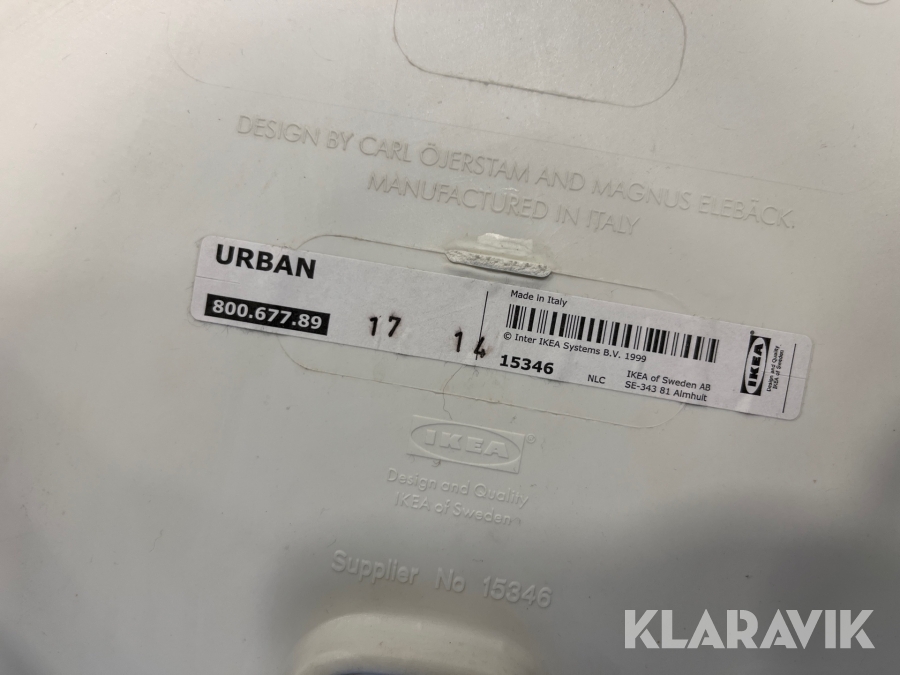 DESIGN BY CARL ÖJERSTAM AND MAGNUS ELEBÄCK.
MANUFACTURED IN ITALY
URBAN
800.677.89
17 14
Made in Italy
© Inter IKEA Systems B.V. 1999
15346
NLC
IKEA of Sweden AB
SE-343 81 Älmhult
IKEA
Design and Quality
IKEA of Sweden
IKEA®
Design and Quality
IKEA of Sweden
Supplier No 15346
KLARAVIK